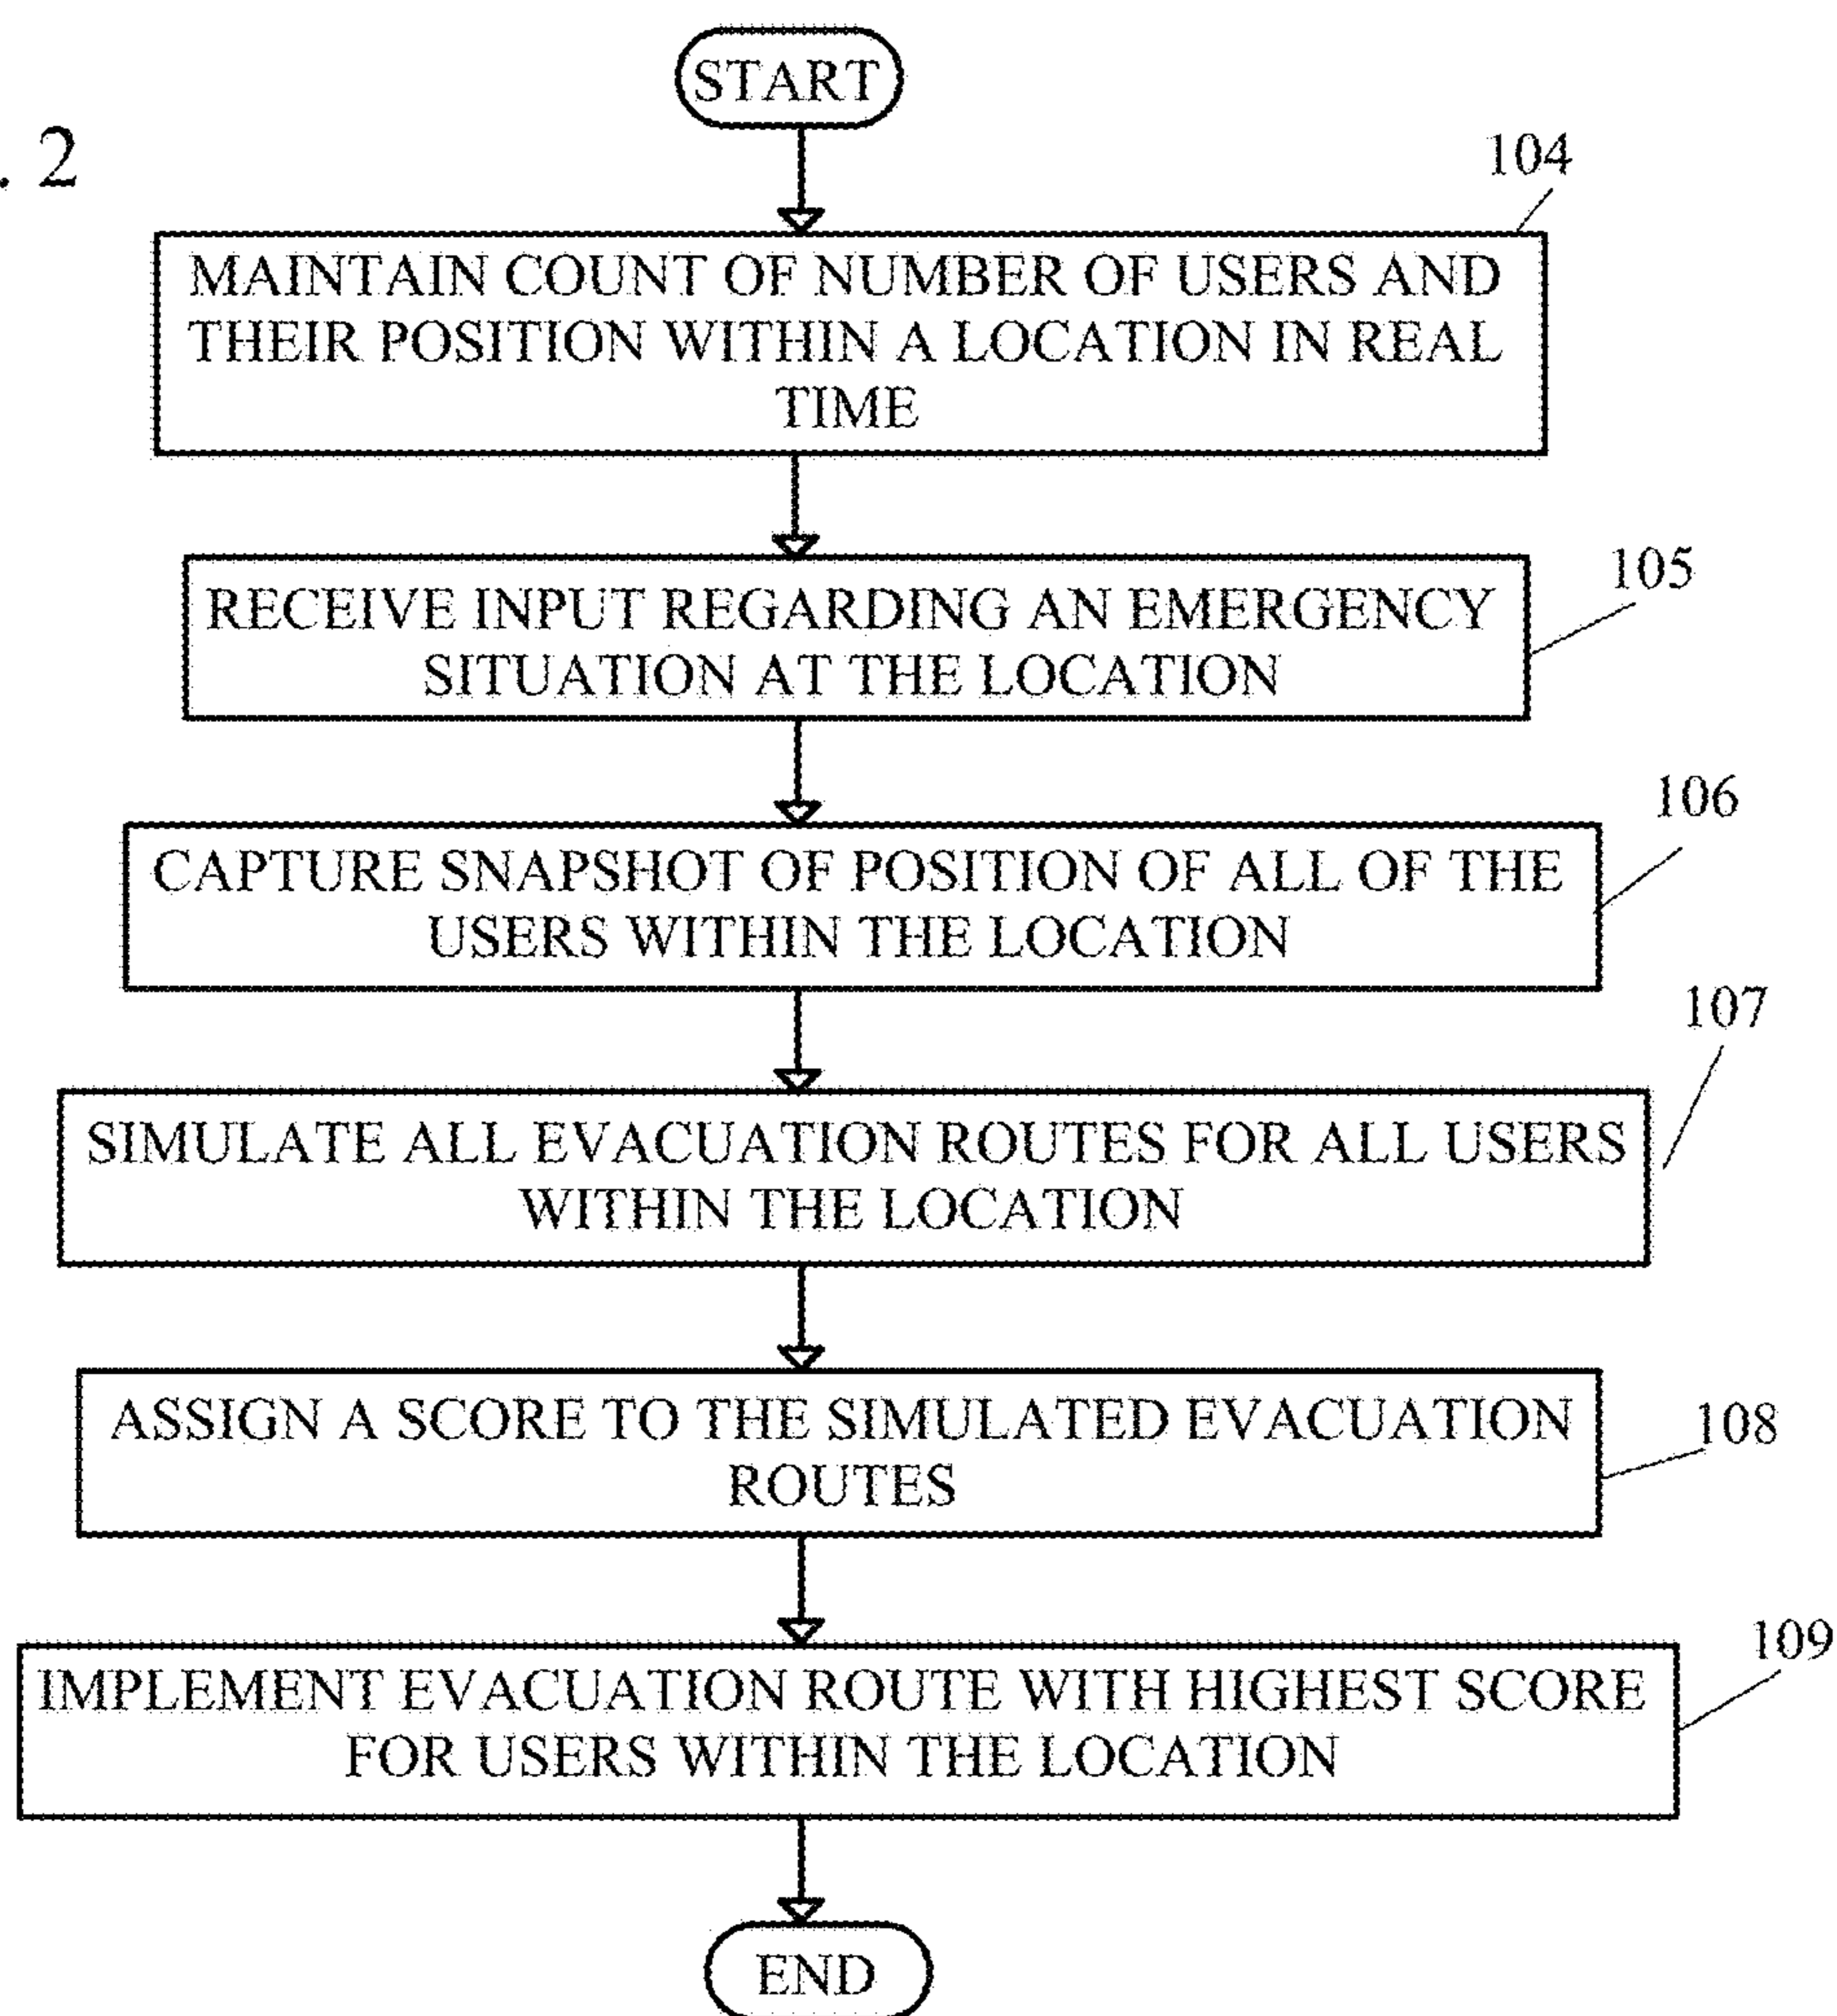 START
. 2
104
MAINTAIN COUNT OF NUMBER OF USERS AND
THEIR POSITION WITHIN A LOCATION IN REAL
TIME
105
RECEIVE INPUT REGARDING AN EMERGENCY
SITUATION AT THE LOCATION
106
CAPTURE SNAPSHOT OF POSITION OF ALL OF THE
USERS WITHIN THE LOCATION
107
SIMULATE ALL EVACUATION ROUTES FOR ALL USERS
WITHIN THE LOCATION
108
ASSIGN A SCORE TO THE SIMULATED EVACUATION
ROUTES
109
IMPLEMENT EVACUATION ROUTE WITH HIGHEST SCORE
FOR USERS WITHIN THE LOCATION
END